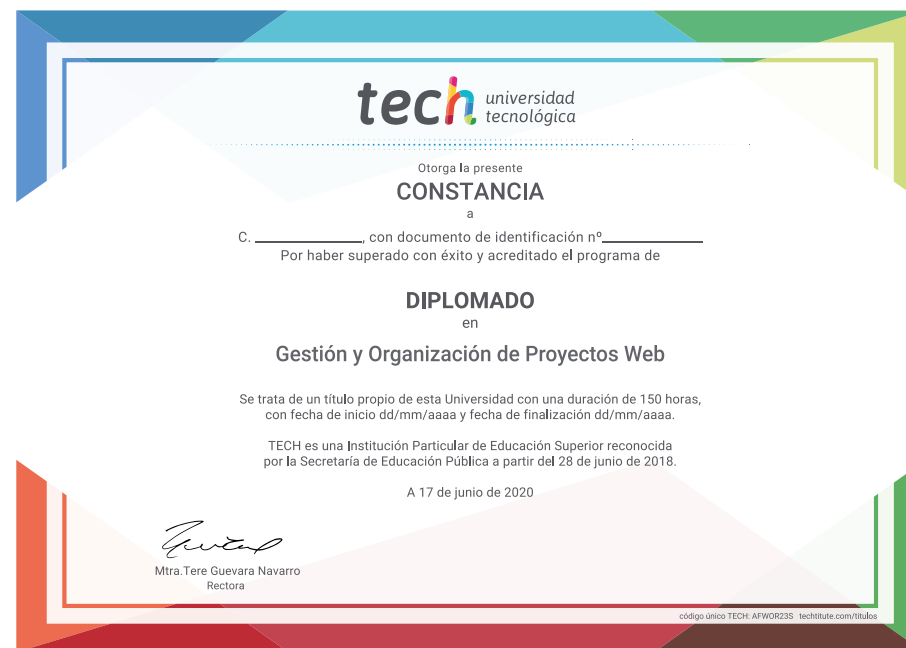 tech universidad
tecnológica
Otorga la presente
CONSTANCIA
a
C. ____________, con documento de identificación nº____________
Por haber superado con éxito y acreditado el programa de
DIPLOMADO
en
Gestión y Organización de Proyectos Web
Se trata de un título propio de esta Universidad con una duración de 150 horas,
con fecha de inicio dd/mm/aaaa y fecha de finalización dd/mm/aaaa.
TECH es una Institución Particular de Educación Superior reconocida
por la Secretaría de Educación Pública a partir del 28 de junio de 2018.
A 17 de junio de 2020
Mtra.Tere Guevara Navarro
Rectora
código único TECH: AFWOR23S techtitute.com/titulos